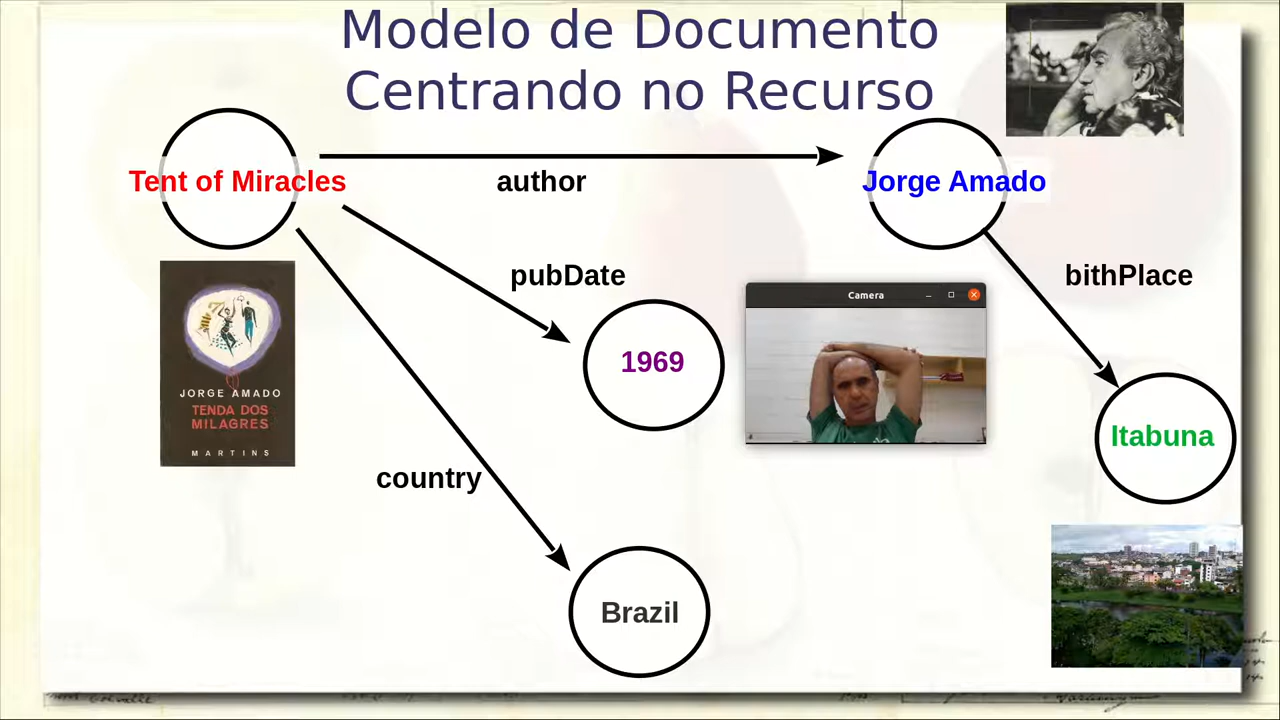 Modelo de Documento
Centrando no Recurso
Tent of Miracles
author
Jorge Amado
pubDate
bithPlace
Camera
1969
JORGE AMADO
TENDA DOS
MILAGRES
MARTINS
Itabuna
country
Brazil